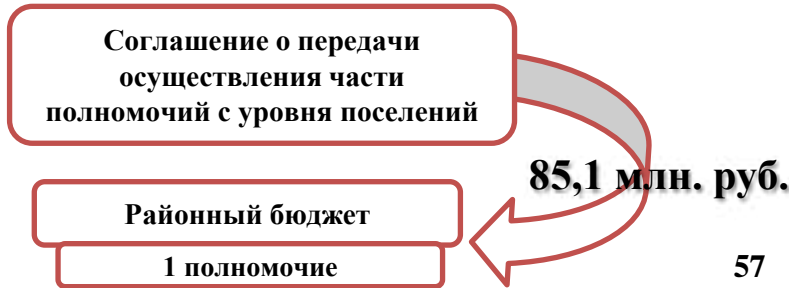 Соглашение о передачи
осуществления части
полномочий с уровня поселений
85,1 млн. руб.
Районный бюджет
1 полномочие
57